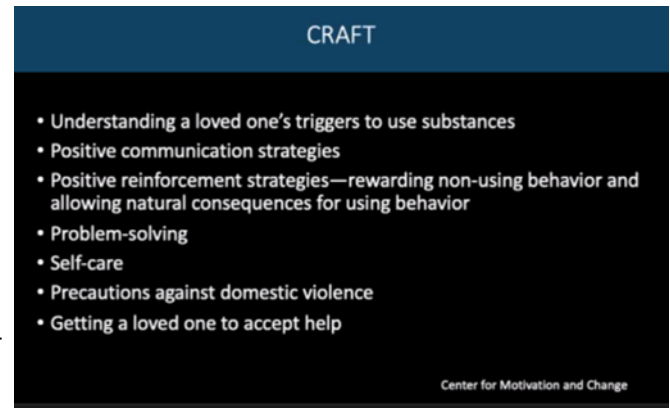 CRAFT
• Understanding a loved one's triggers to use substances
• Positive communication strategies
• Positive reinforcement strategies—rewarding non-using behavior and
allowing natural consequences for using behavior
• Problem-solving
• Self-care
• Precautions against domestic violence
• Getting a loved one to accept help
Center for Motivation and Change